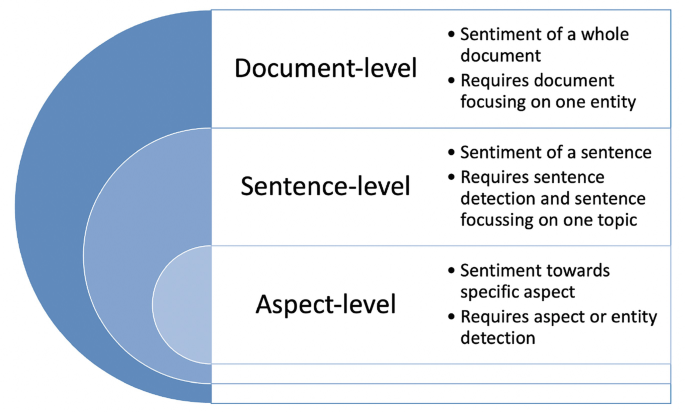 Document-level
• Sentiment of a whole
document
• Requires document
focusing on one entity
Sentence-level
• Sentiment of a sentence
• Requires sentence
detection and sentence
focussing on one topic
Aspect-level
• Sentiment towards
specific aspect
• Requires aspect or entity
detection